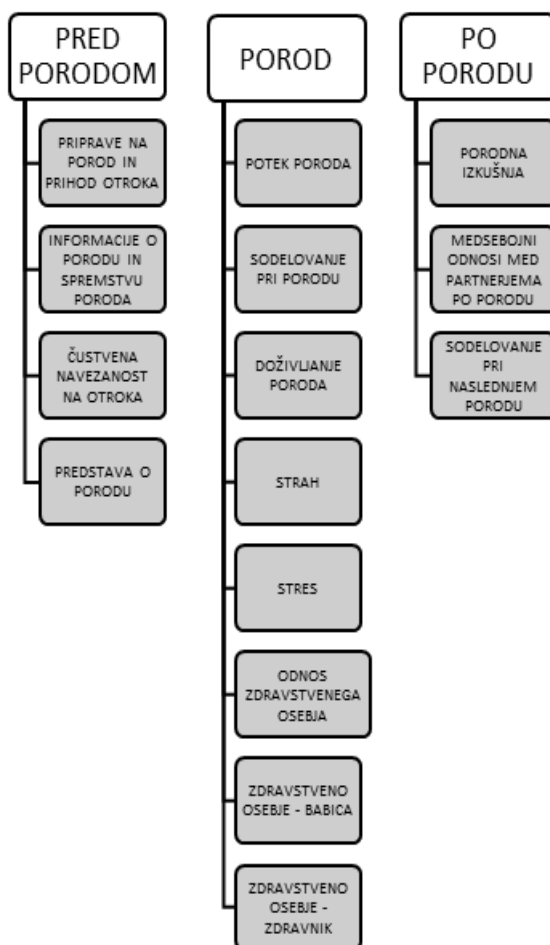 PRED
PORODOM
PRIPRAVE NA
POROD IN
PRIHOD OTROKA
INFORMACIJE O
PORODU IN
SPREMSTVU
PORODA
ČUSTVENA
NAVEZANOST
NA OTROKA
PREDSTAVA O
PORODU
POROD
POTEK PORODA
SODELOVANJE
PRI PORODU
DOŽIVLJANJE
PORODA
STRAH
STRES
ODNOS
ZDRAVSTVENEGA
OSEBJA
ZDRAVSTVENO
OSEBJE - BABICA
ZDRAVSTVENO
OSEBJE -
ZDRAVNIK
PO
PORODU
PORODNA
IZKUŠNJA
MEDSEBOJNI
ODNOSI MED
PARTNERJEMA
PO PORODU
SODELOVANJE
PRI
NASLEDNJEM
PORODU